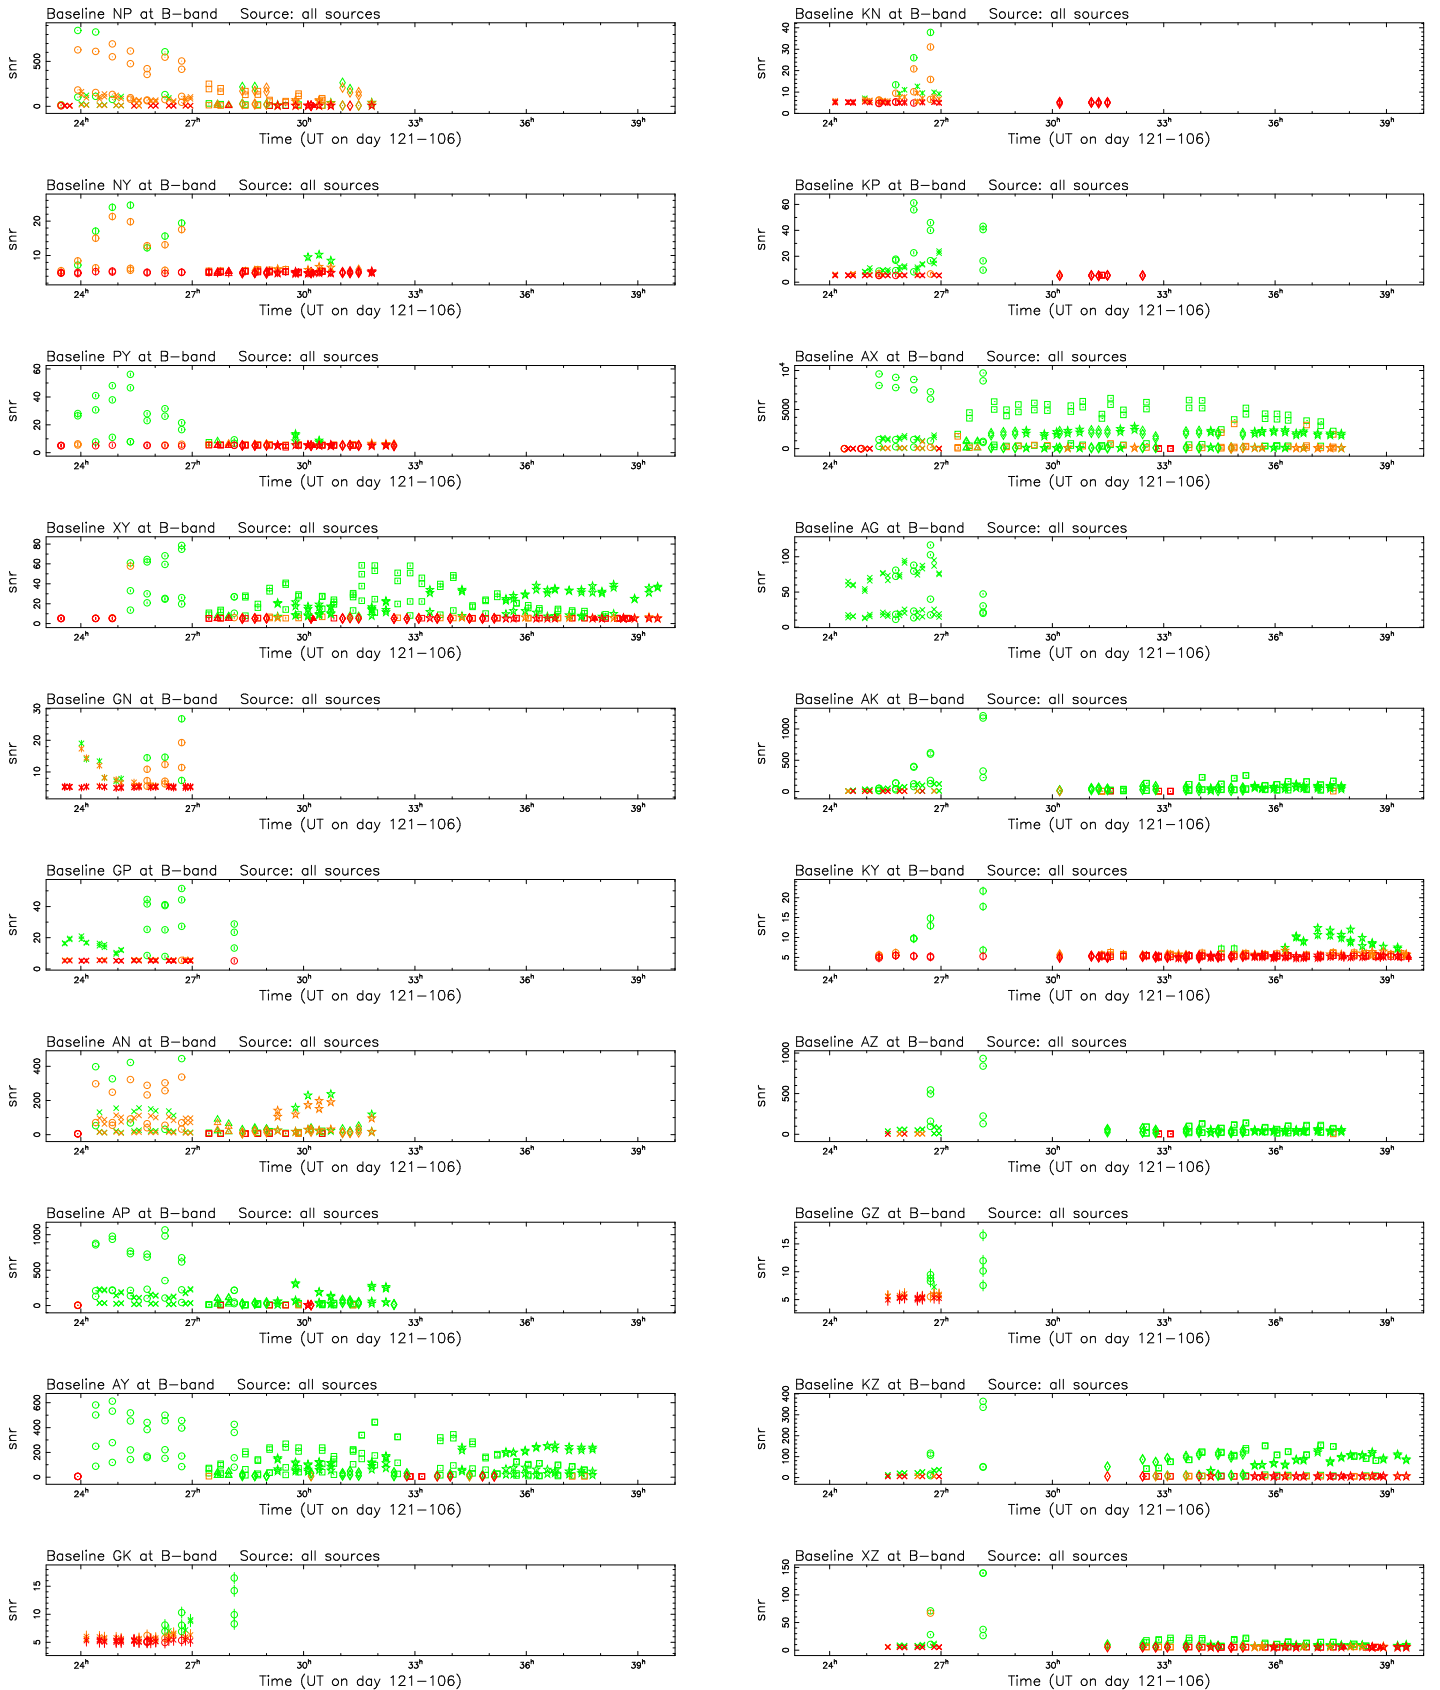 Baseline NP at B-band Source: all sources
snr
0 500
24h 27h 30h 33h 36h 39h
Time (UT on day 121-106)
Baseline KN at B-band Source: all sources
snr
0 10 20 30 40
24h 27h 30h 33h 36h 39h
Time (UT on day 121-106)
Baseline NY at B-band Source: all sources
snr
10 20
24h 27h 30h 33h 36h 39h
Time (UT on day 121-106)
Baseline KP at B-band Source: all sources
snr
0 20 40 60
24h 27h 30h 33h 36h 39h
Time (UT on day 121-106)
Baseline PY at B-band Source: all sources
snr
0 20 40 60
24h 27h 30h 33h 36h 39h
Time (UT on day 121-106)
Baseline AX at B-band Source: all sources
snr
0 5000 10⁴
24h 27h 30h 33h 36h 39h
Time (UT on day 121-106)
Baseline XY at B-band Source: all sources
snr
0 20 40 60 80
24h 27h 30h 33h 36h 39h
Time (UT on day 121-106)
Baseline AG at B-band Source: all sources
snr
0 50 100
24h 27h 30h 33h 36h 39h
Time (UT on day 121-106)
Baseline GN at B-band Source: all sources
snr
10 20 30
24h 27h 30h 33h 36h 39h
Time (UT on day 121-106)
Baseline AK at B-band Source: all sources
snr
0 500 1000
24h 27h 30h 33h 36h 39h
Time (UT on day 121-106)
Baseline GP at B-band Source: all sources
snr
0 20 40
24h 27h 30h 33h 36h 39h
Time (UT on day 121-106)
Baseline KY at B-band Source: all sources
snr
5 10 15 20
24h 27h 30h 33h 36h 39h
Time (UT on day 121-106)
Baseline AN at B-band Source: all sources
snr
0 200 400
24h 27h 30h 33h 36h 39h
Time (UT on day 121-106)
Baseline AZ at B-band Source: all sources
snr
0 500 1000
24h 27h 30h 33h 36h 39h
Time (UT on day 121-106)
Baseline AP at B-band Source: all sources
snr
0 500 1000
24h 27h 30h 33h 36h 39h
Time (UT on day 121-106)
Baseline GZ at B-band Source: all sources
snr
5 10 15
24h 27h 30h 33h 36h 39h
Time (UT on day 121-106)
Baseline AY at B-band Source: all sources
snr
0 200 400 600
24h 27h 30h 33h 36h 39h
Time (UT on day 121-106)
Baseline KZ at B-band Source: all sources
snr
0 100 200 300 400
24h 27h 30h 33h 36h 39h
Time (UT on day 121-106)
Baseline GK at B-band Source: all sources
snr
5 10 15
24h 27h 30h 33h 36h 39h
Time (UT on day 121-106)
Baseline XZ at B-band Source: all sources
snr
0 50 100 150
24h 27h 30h 33h 36h 39h
Time (UT on day 121-106)